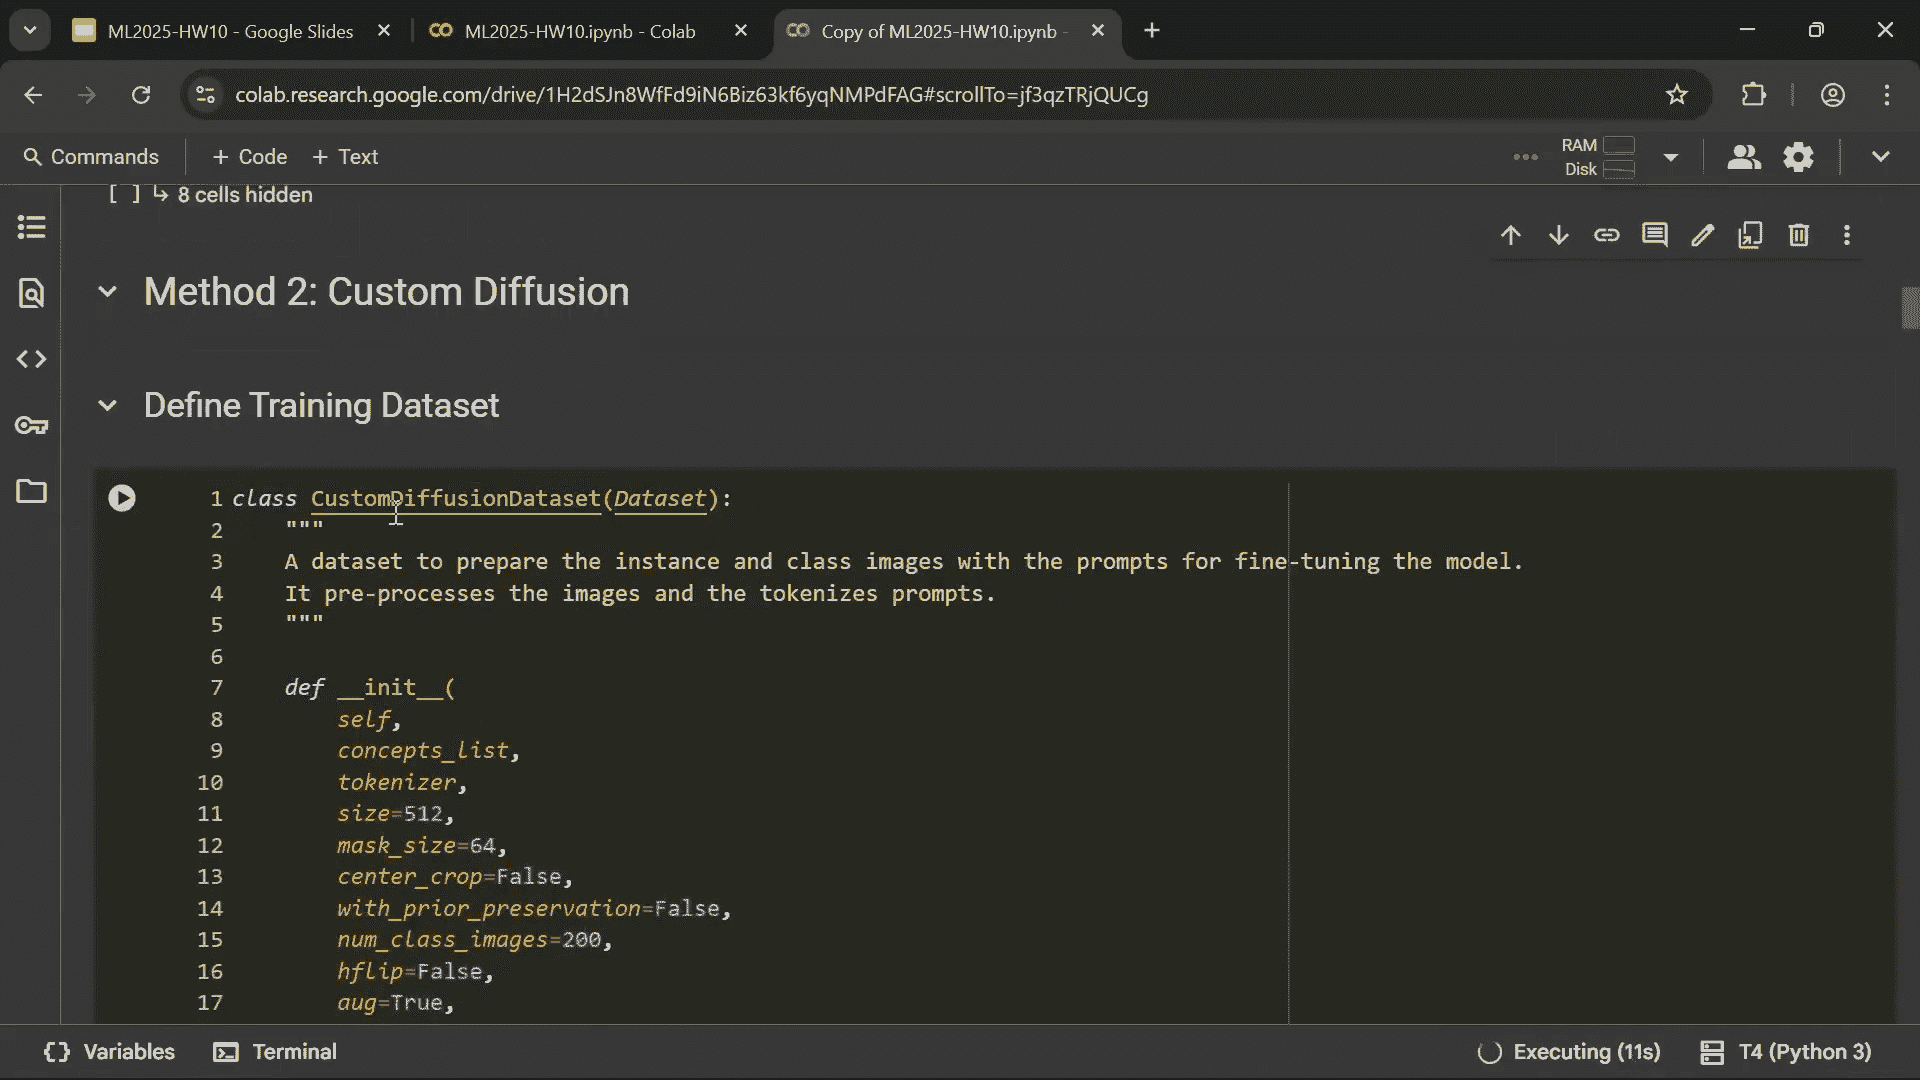 ML2025-HW10 - Google Slides
ML2025-HW10.ipynb - Colab
Copy of ML2025-HW10.ipynb -
colab.research.google.com/drive/1H2dSJn8WfFd9iN6Biz63kf6yqNMPdFAG#scrollTo=jf3qzTRjQUCg
Commands
+ Code
+ Text
RAM
Disk
[ ] ↳ 8 cells hidden
Method 2: Custom Diffusion
Define Training Dataset
1 class CustomDiffusionDataset(Dataset):
2     """
3     A dataset to prepare the instance and class images with the prompts for fine-tuning the model.
4     It pre-processes the images and the tokenizes prompts.
5     """
6
7     def __init__(
8         self,
9         concepts_list,
10         tokenizer,
11         size=512,
12         mask_size=64,
13         center_crop=False,
14         with_prior_preservation=False,
15         num_class_images=200,
16         hflip=False,
17         aug=True,
{} Variables
Terminal
Executing (11s)
T4 (Python 3)